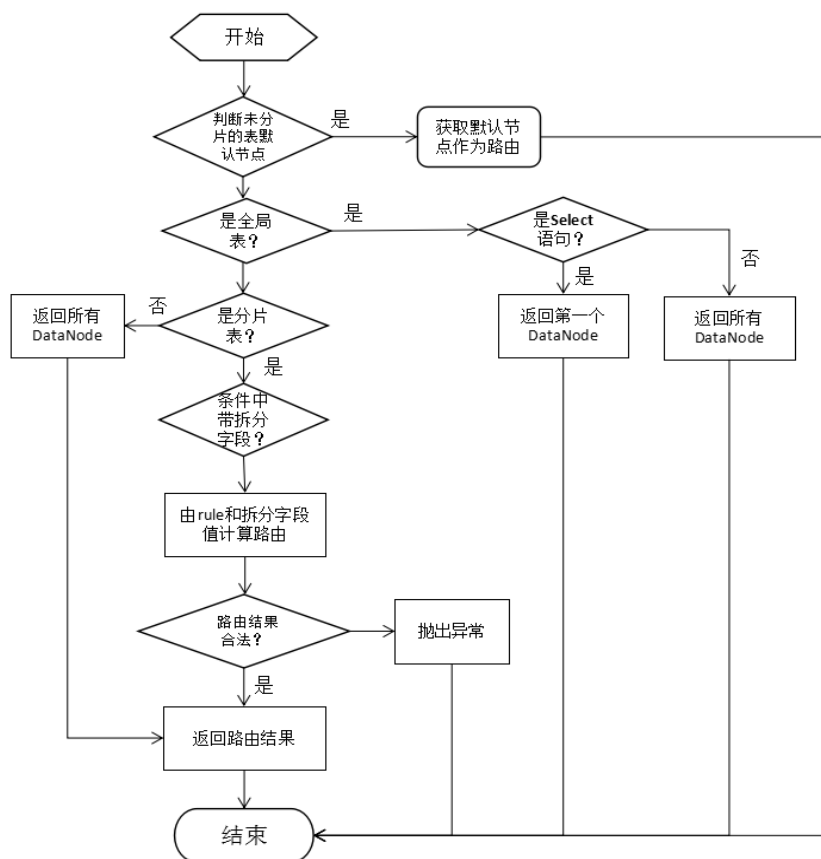 开始
判断未分
片的表默
认节点
是
获取默认节
点作为路由
是全局
表？
是
是Select
语句？
否
是
返回所有
DataNode
否
是分片
表？
返回第一个
DataNode
返回所有
DataNode
是
条件中
带拆分
字段？
由rule和拆分字段
值计算路由
路由结果
合法？
抛出异常
是
返回路由结果
结束